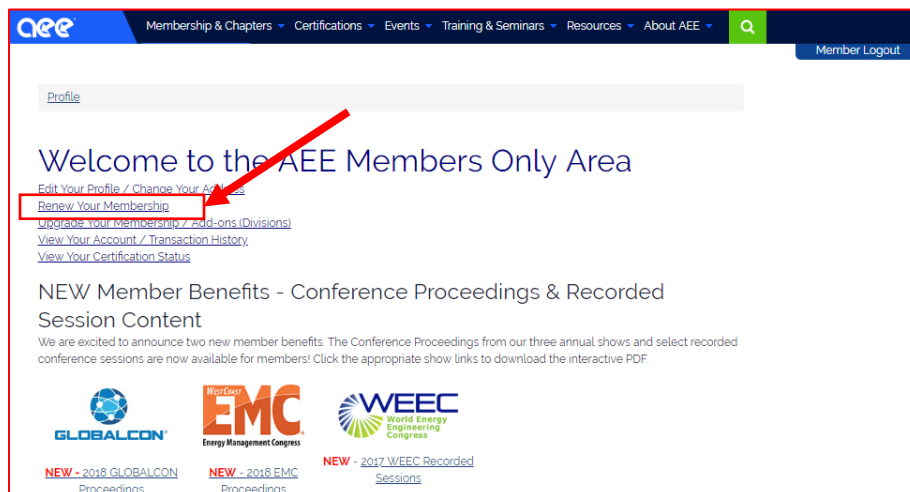 aee Membership & Chapters Certifications Events Training & Seminars Resources About AEE
Member Logout
Profile
Welcome to the AEE Members Only Area
Edit Your Profile / Change Your Address
Renew Your Membership
Upgrade Your Membership / Add-ons (Divisions)
View Your Account / Transaction History
View Your Certification Status
NEW Member Benefits - Conference Proceedings & Recorded
Session Content
We are excited to announce two new member benefits. The Conference Proceedings from our three annual shows and select recorded
conference sessions are now available for members! Click the appropriate show links to download the interactive PDF.
GLOBALCON
WEST COAST
EMC
Energy Management Congress
WEEC
World Energy
Engineering
Congress
NEW - 2018 GLOBALCON
Proceedings
NEW - 2018 EMC
Proceedings
NEW - 2017 WEEC Recorded
Sessions